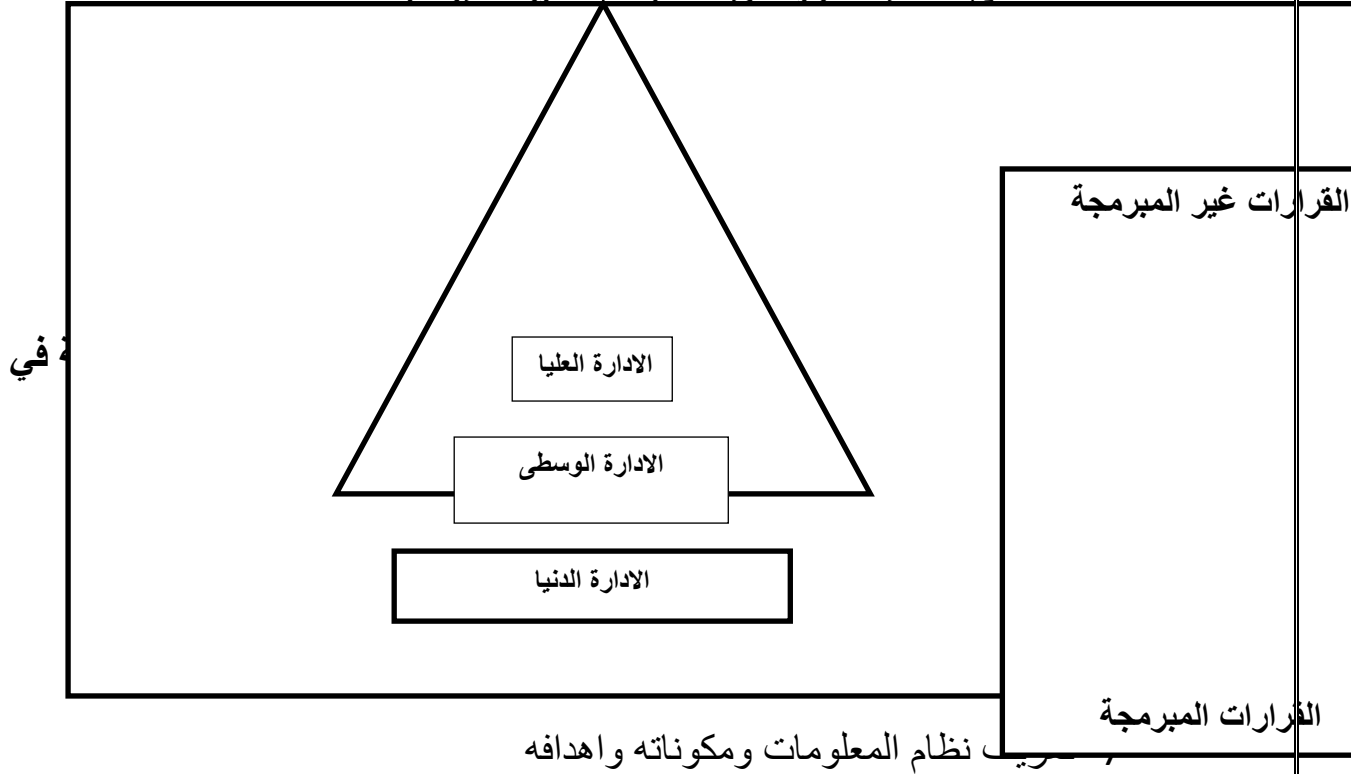 القرارات غير المبرمجة
في
الادارة العليا
الادارة الوسطى
الادارة الدنيا
القرارات المبرمجة
نظام المعلومات ومكوناته واهدافه